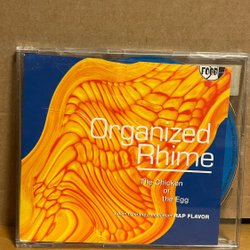 Organized
Rhime
The Chicken
or
the Egg
RAP FLAVOR